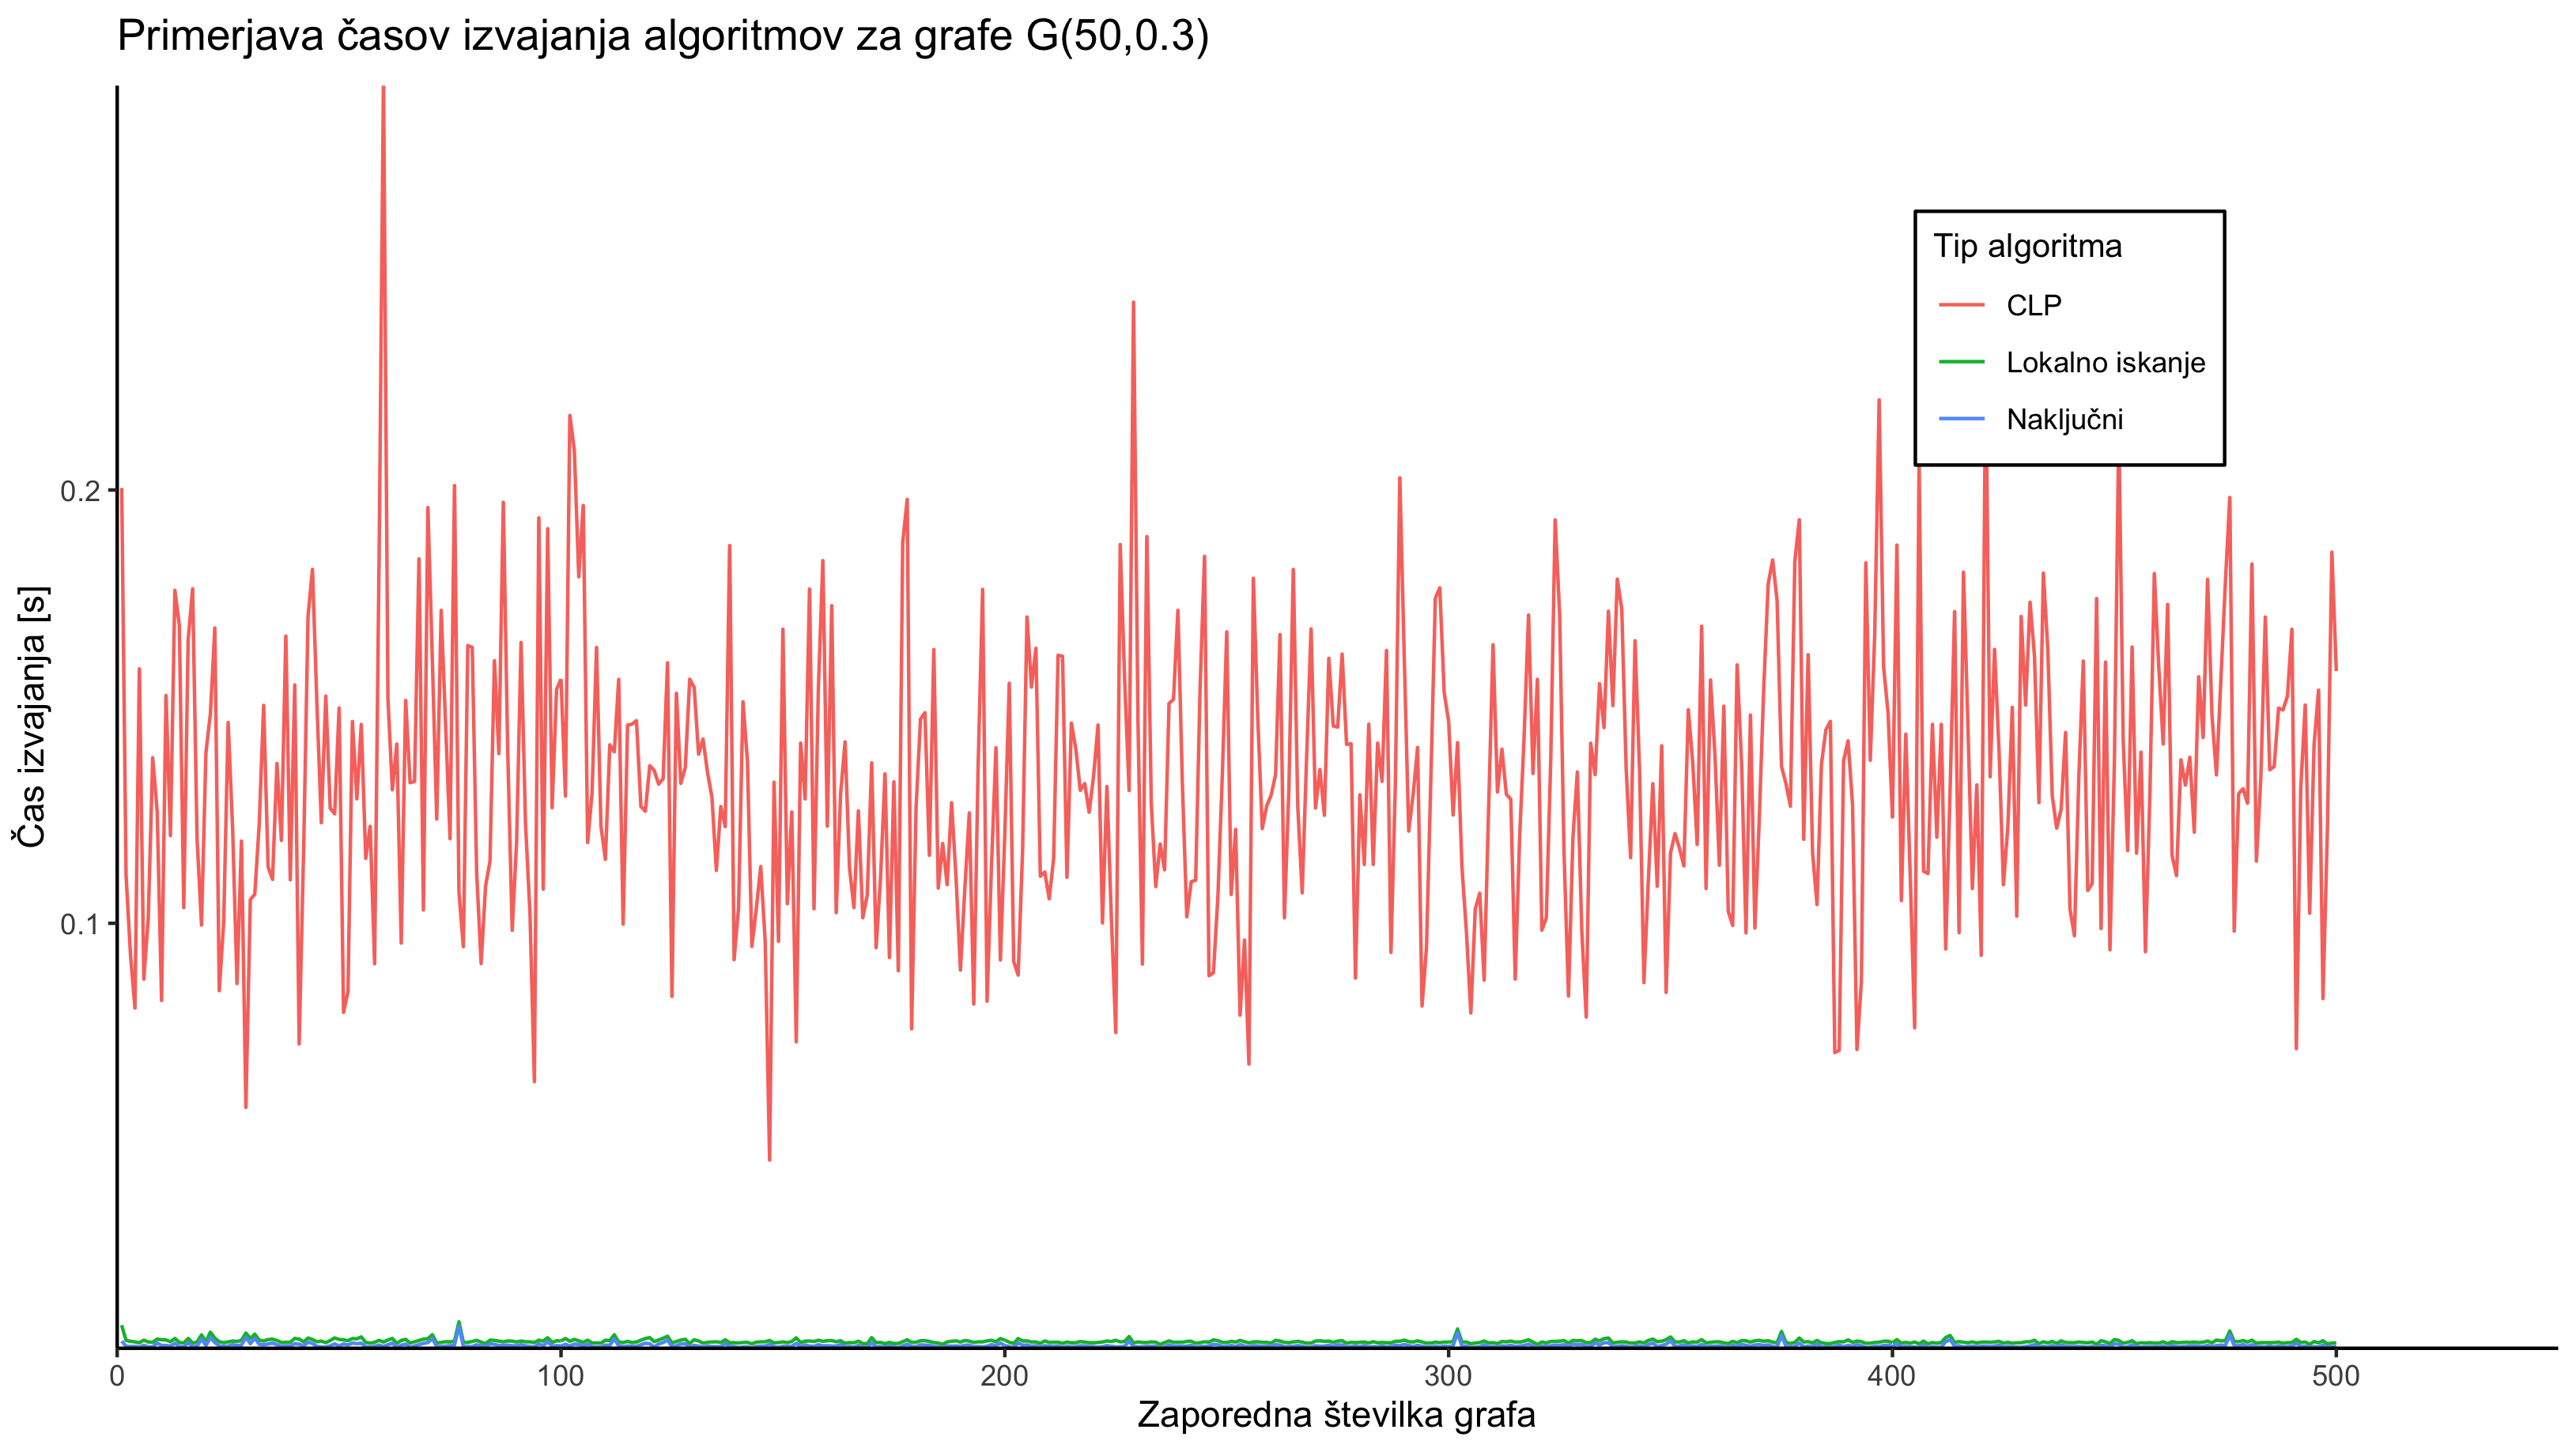 Primerjava časov izvajanja algoritmov za grafe G(50,0.3)
Tip algoritma
CLP
Lokalno iskanje
Naključni
Čas izvajanja [s]
0.2
0.1
0 100 200 300 400 500
Zaporedna številka grafa